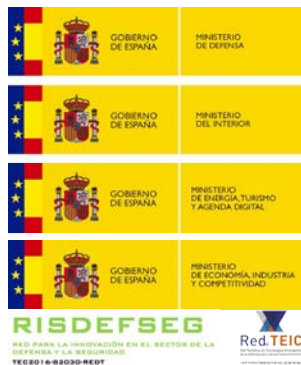 GOBIERNO
DE ESPAÑA
MINISTERIO
DE DEFENSA
GOBIERNO
DE ESPAÑA
MINISTERIO
DEL INTERIOR
GOBIERNO
DE ESPAÑA
MINISTERIO
DE ENERGÍA, TURISMO
Y AGENDA DIGITAL
GOBIERNO
DE ESPAÑA
MINISTERIO
DE ECONOMÍA, INDUSTRIA
Y COMPETITIVIDAD
RISDEFSEG
RED PARA LA INNOVACIÓN EN EL SECTOR DE LA
DEFENSA Y LA SEGURIDAD
TEC2016-82030-REDT
Red.TEIC